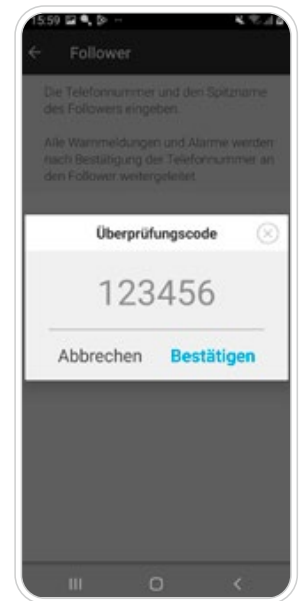 15:59
Follower
Die Telefonnummer und den Spitzname
des Followers eingeben.
Alle Warnmeldungen und Alarme werden
nach Bestätigung der Telefonnummer an
den Follower weitergeleitet.
Überprüfungscode
123456
Abbrechen Bestätigen